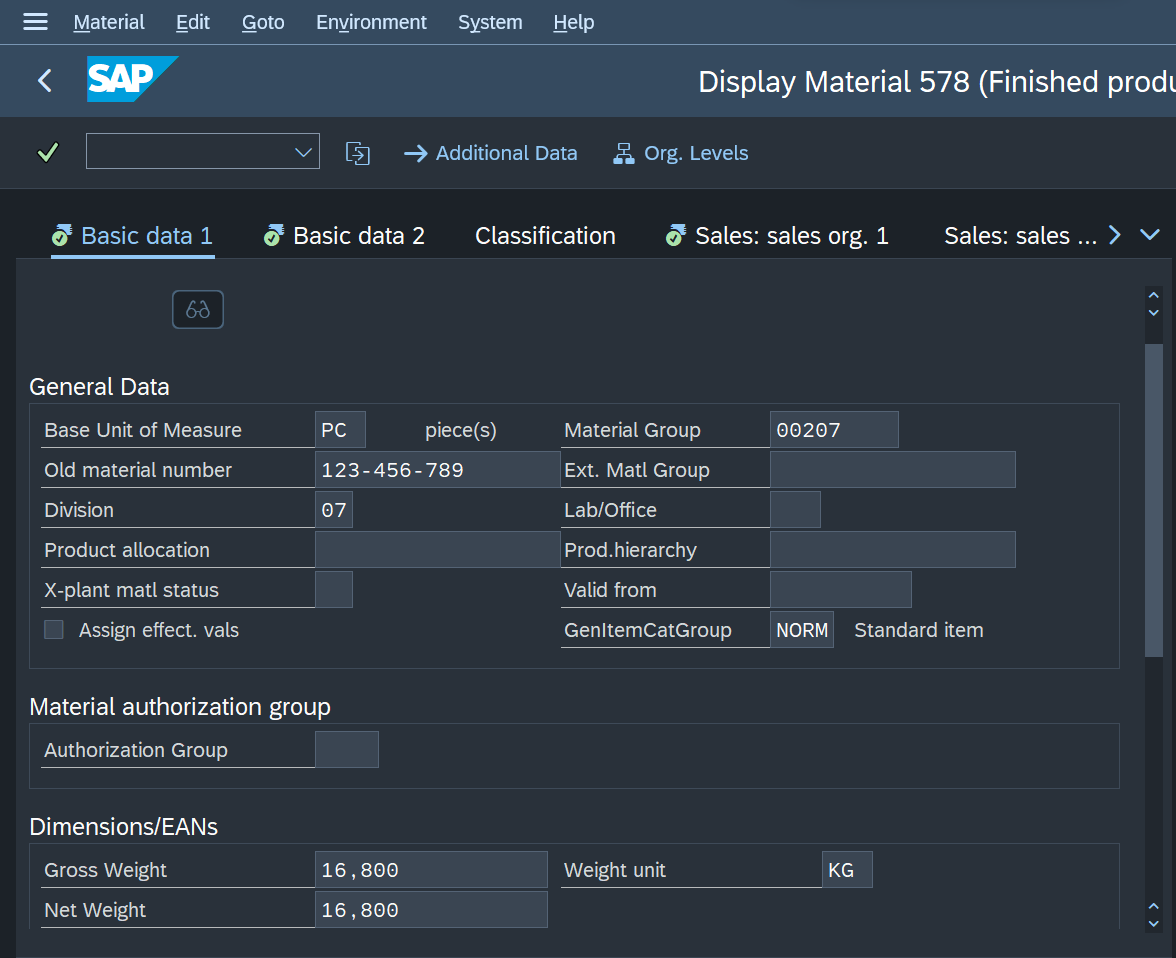 Material Edit Goto Environment System Help
SAP Display Material 578 (Finished produ
Additional Data Org. Levels
Basic data 1 Basic data 2 Classification Sales: sales org. 1 Sales: sales ...
General Data
Base Unit of Measure PC piece(s) Material Group 00207
Old material number 123-456-789 Ext. Matl Group
Division 07 Lab/Office
Product allocation Prod.hierarchy
X-plant matl status Valid from
Assign effect. vals GenItemCatGroup NORM Standard item
Material authorization group
Authorization Group
Dimensions/EANs
Gross Weight 16,800 Weight unit KG
Net Weight 16,800